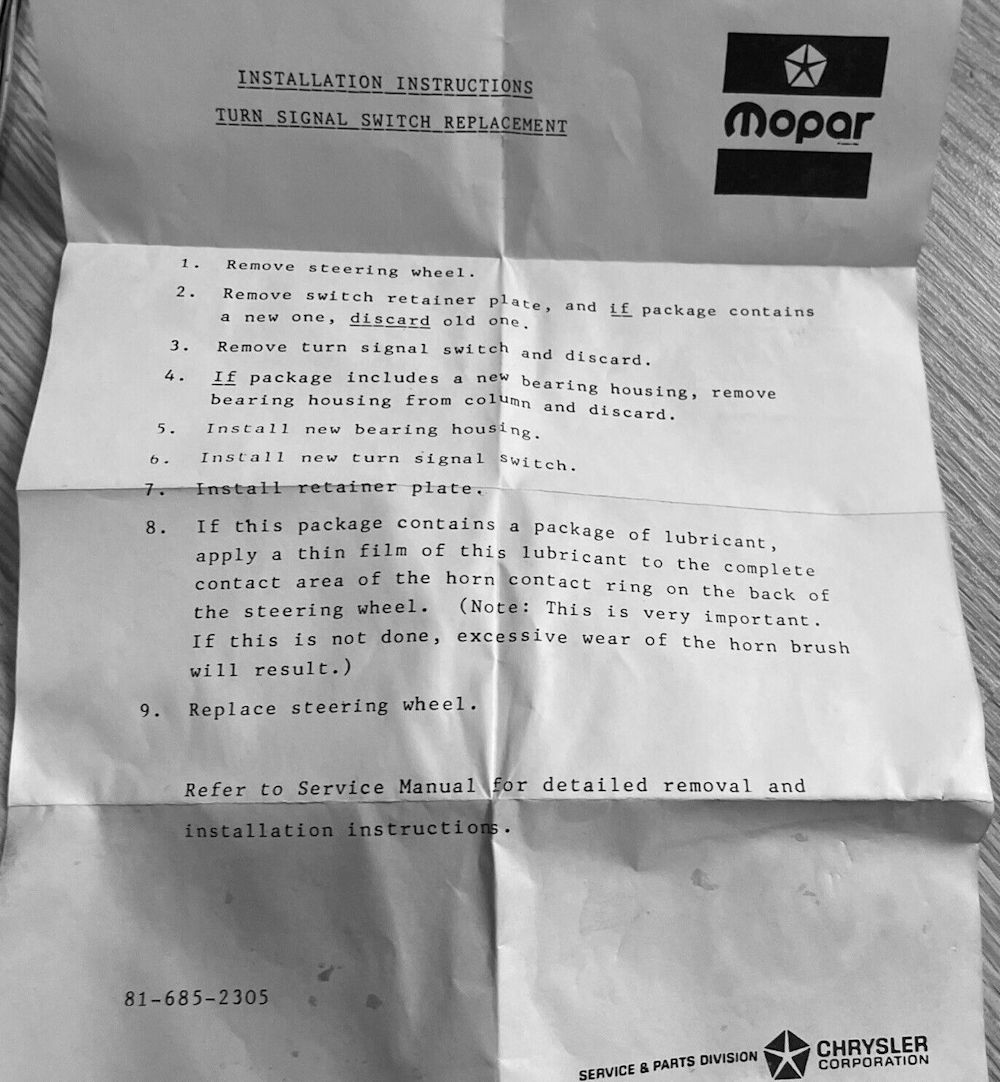 INSTALLATION INSTRUCTIONS
TURN SIGNAL SWITCH REPLACEMENT
mopar
1. Remove steering wheel.
2. Remove switch retainer plate, and if package contains
a new one, discard old one.
3. Remove turn signal switch and discard.
4. If package includes a new bearing housing, remove
bearing housing from column and discard.
5. Install new bearing housing.
6. Install new turn signal switch.
7. Install retainer plate.
8. If this package contains a package of lubricant,
apply a thin film of this lubricant to the complete
contact area of the horn contact ring on the back of
the steering wheel. (Note: This is very important.
If this is not done, excessive wear of the horn brush
will result.)
9. Replace steering wheel.
Refer to Service Manual for detailed removal and
installation instructions.
81-685-2305
SERVICE & PARTS DIVISION CHRYSLER
CORPORATION